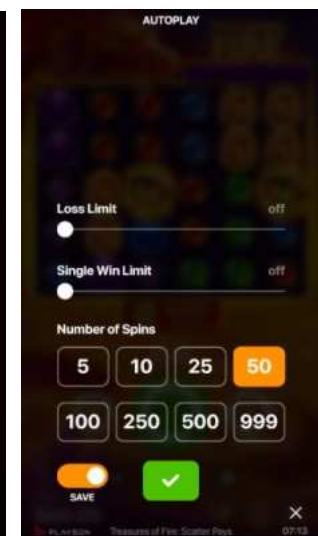 AUTOPLAY
Loss Limit off
Single Win Limit off
Number of Spins
5 10 25 50
100 250 500 999
SAVE
PLAYSON Treasures of Fire: Scatter Pays 07:13